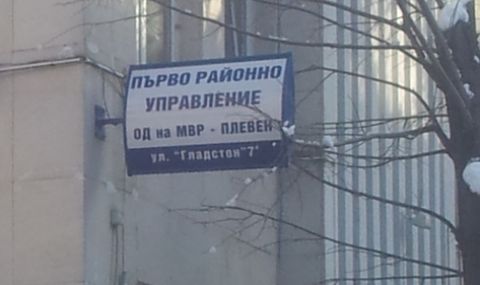 ПЪРВО РАЙОННО
УПРАВЛЕНИЕ
ОД на МВР - ПЛЕВЕН
ул. "Гладстон" 7